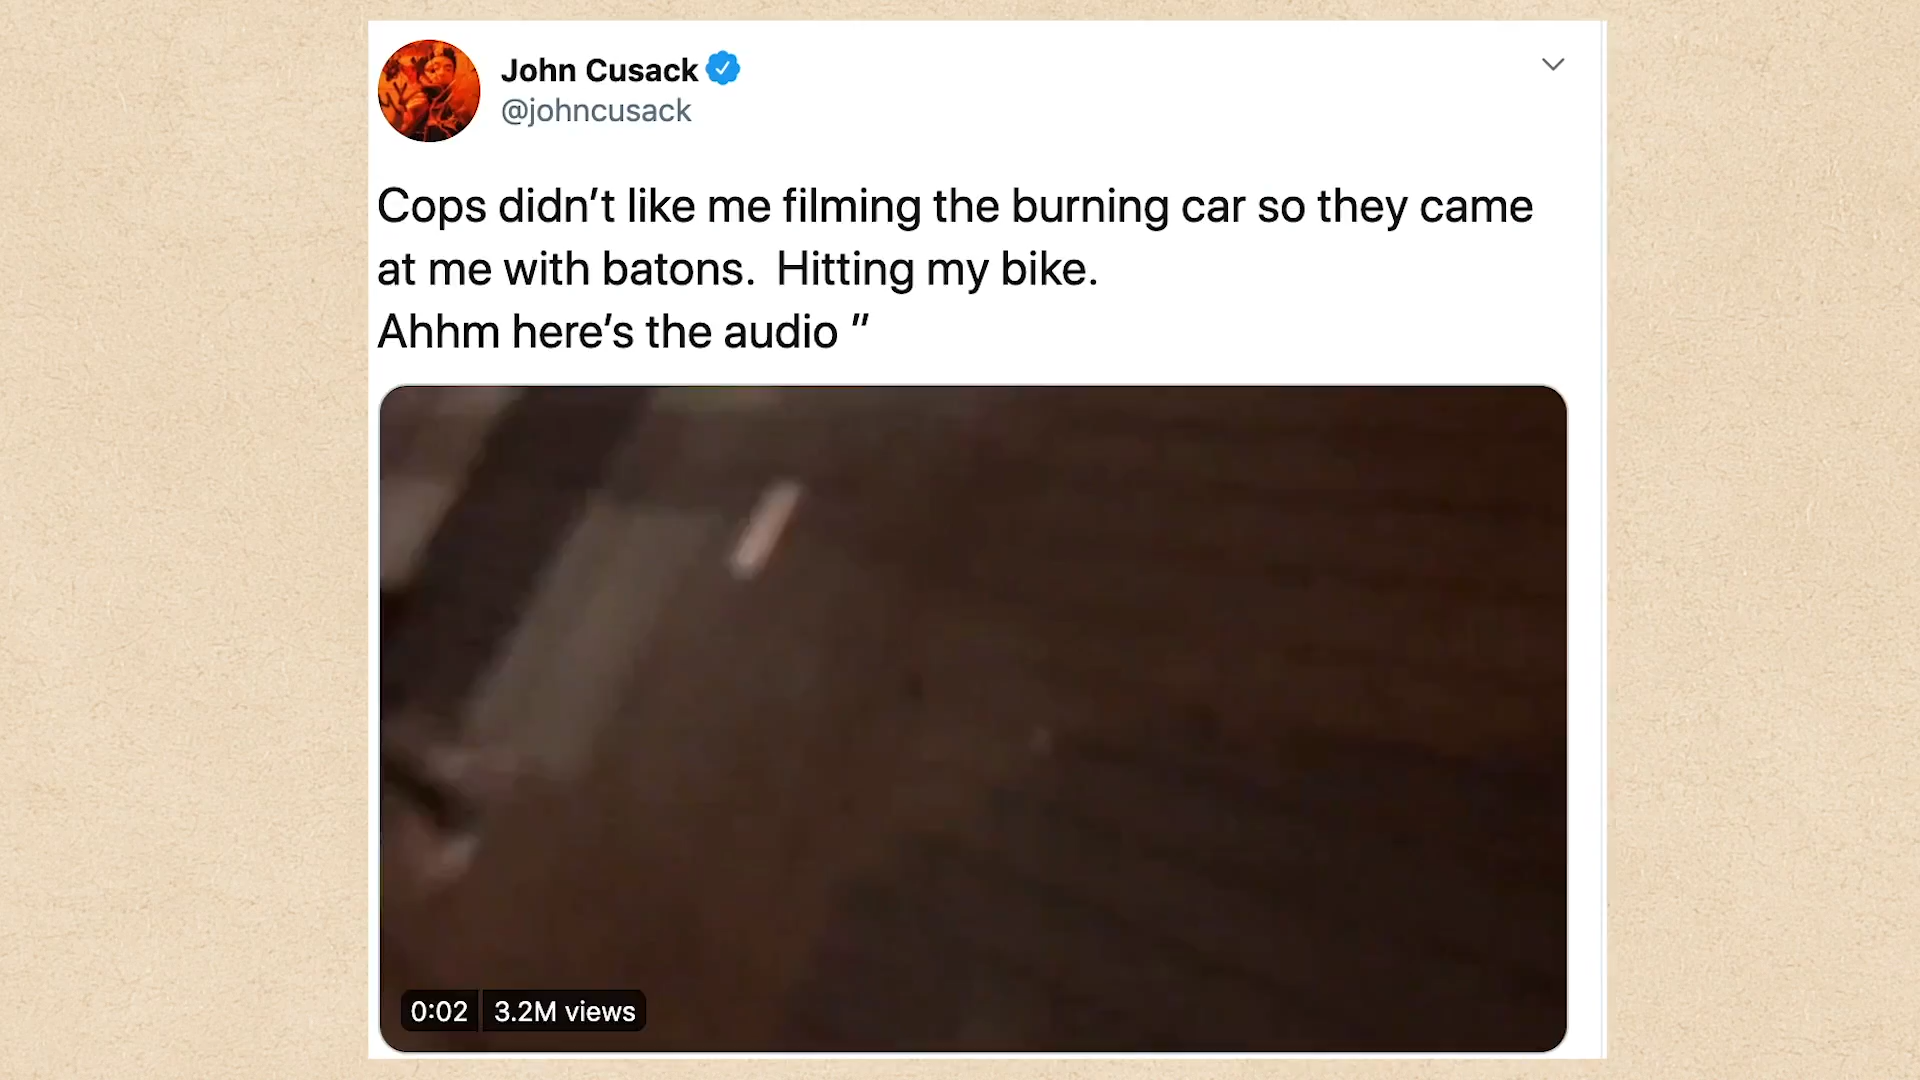 John Cusack
@johncusack
Cops didn’t like me filming the burning car so they came
at me with batons.  Hitting my bike.
Ahhm here’s the audio ”
0:02 3.2M views